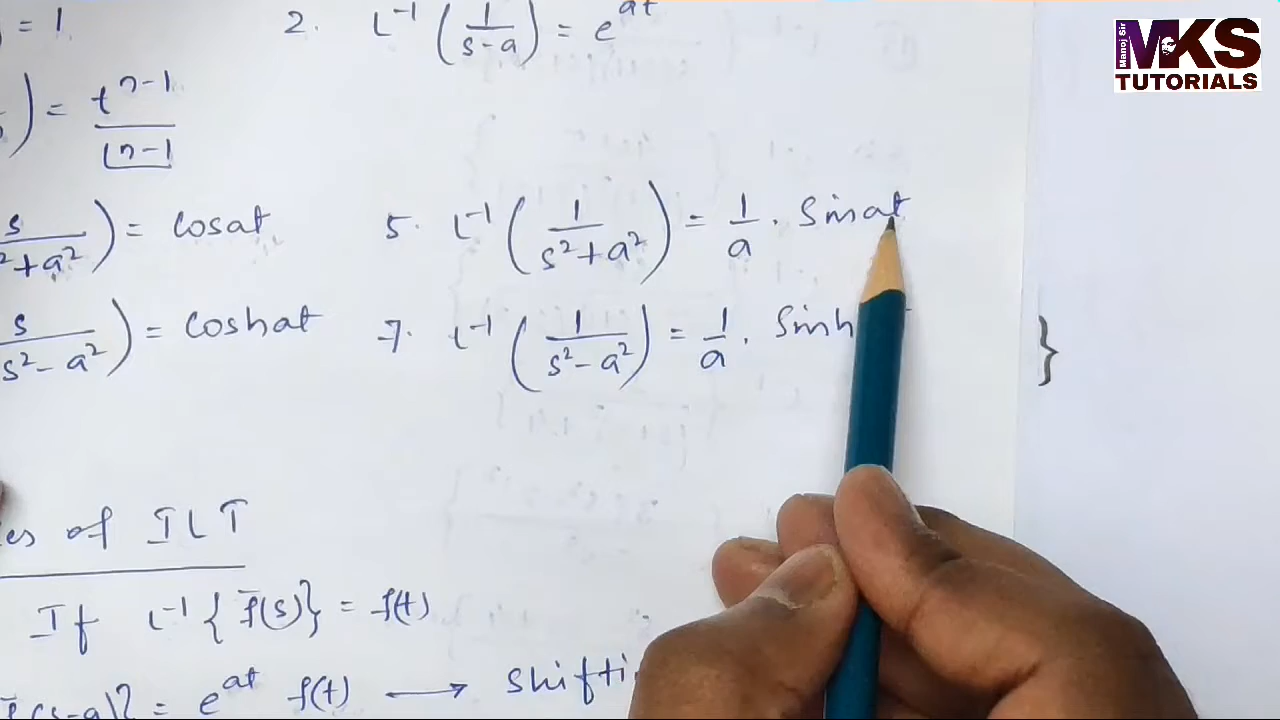 = 1
2. L⁻¹ ( 1/(s-a) ) = e^at
) = t^(n-1) / ⌊n-1
s/( ²+a²) ) = Cosat
5. L⁻¹ ( 1/(s²+a²) ) = 1/a . Sinat
s/(s²-a²) ) = Coshat
7. L⁻¹ ( 1/(s²-a²) ) = 1/a . Sinh
}
es of ILT
If L⁻¹ { f̄(s)} = f(t)
f̄(s-a)} = e^at f(t) → Shifti
Manoj Sir
MKS
TUTORIALS